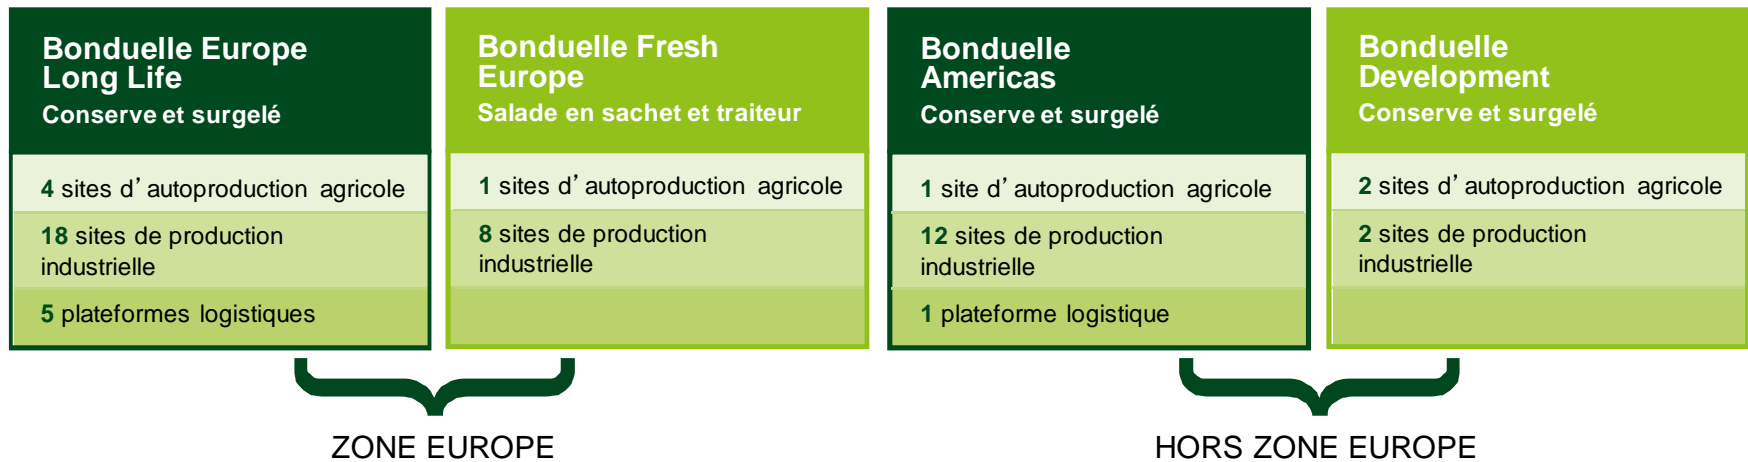 Bonduelle Europe
Long Life
Conserve et surgelé
4 sites d’autoproduction agricole
18 sites de production
industrielle
5 plateformes logistiques
Bonduelle Fresh
Europe
Salade en sachet et traiteur
1 sites d’autoproduction agricole
8 sites de production
industrielle
ZONE EUROPE
Bonduelle
Americas
Conserve et surgelé
1 site d’autoproduction agricole
12 sites de production
industrielle
1 plateforme logistique
Bonduelle
Development
Conserve et surgelé
2 sites d’autoproduction agricole
2 sites de production
industrielle
HORS ZONE EUROPE